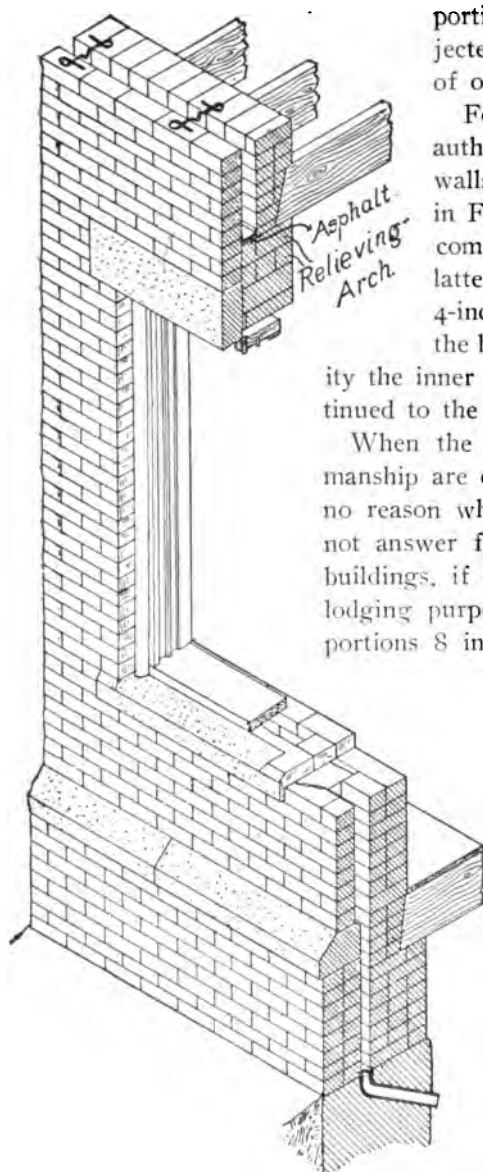 porti
jecte
of o
Fo
auth
walls
in F
com
latte
4-inc
the
ity the inner
tinued to the
When the
manship are
no reason wh
not answer f
buildings, if
lodging purp
portions 8 in
Asphalt.
Relieving-
Arch.